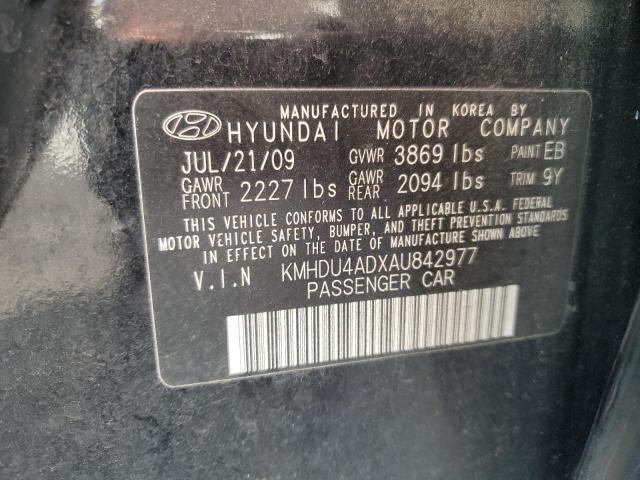 MANUFACTURED IN KOREA BY
HYUNDAI MOTOR COMPANY
JUL/21/09 GVWR 3869 lbs PAINT EB
GAWR FRONT 2227 lbs GAWR REAR 2094 lbs TRIM 9Y
THIS VEHICLE CONFORMS TO ALL APPLICABLE U.S.A. FEDERAL
MOTOR VEHICLE SAFETY, BUMPER, AND THEFT PREVENTION STANDARDS
IN EFFECT ON THE DATE OF MANUFACTURE SHOWN ABOVE.
V.I.N KMHDU4ADXAU842977
PASSENGER CAR